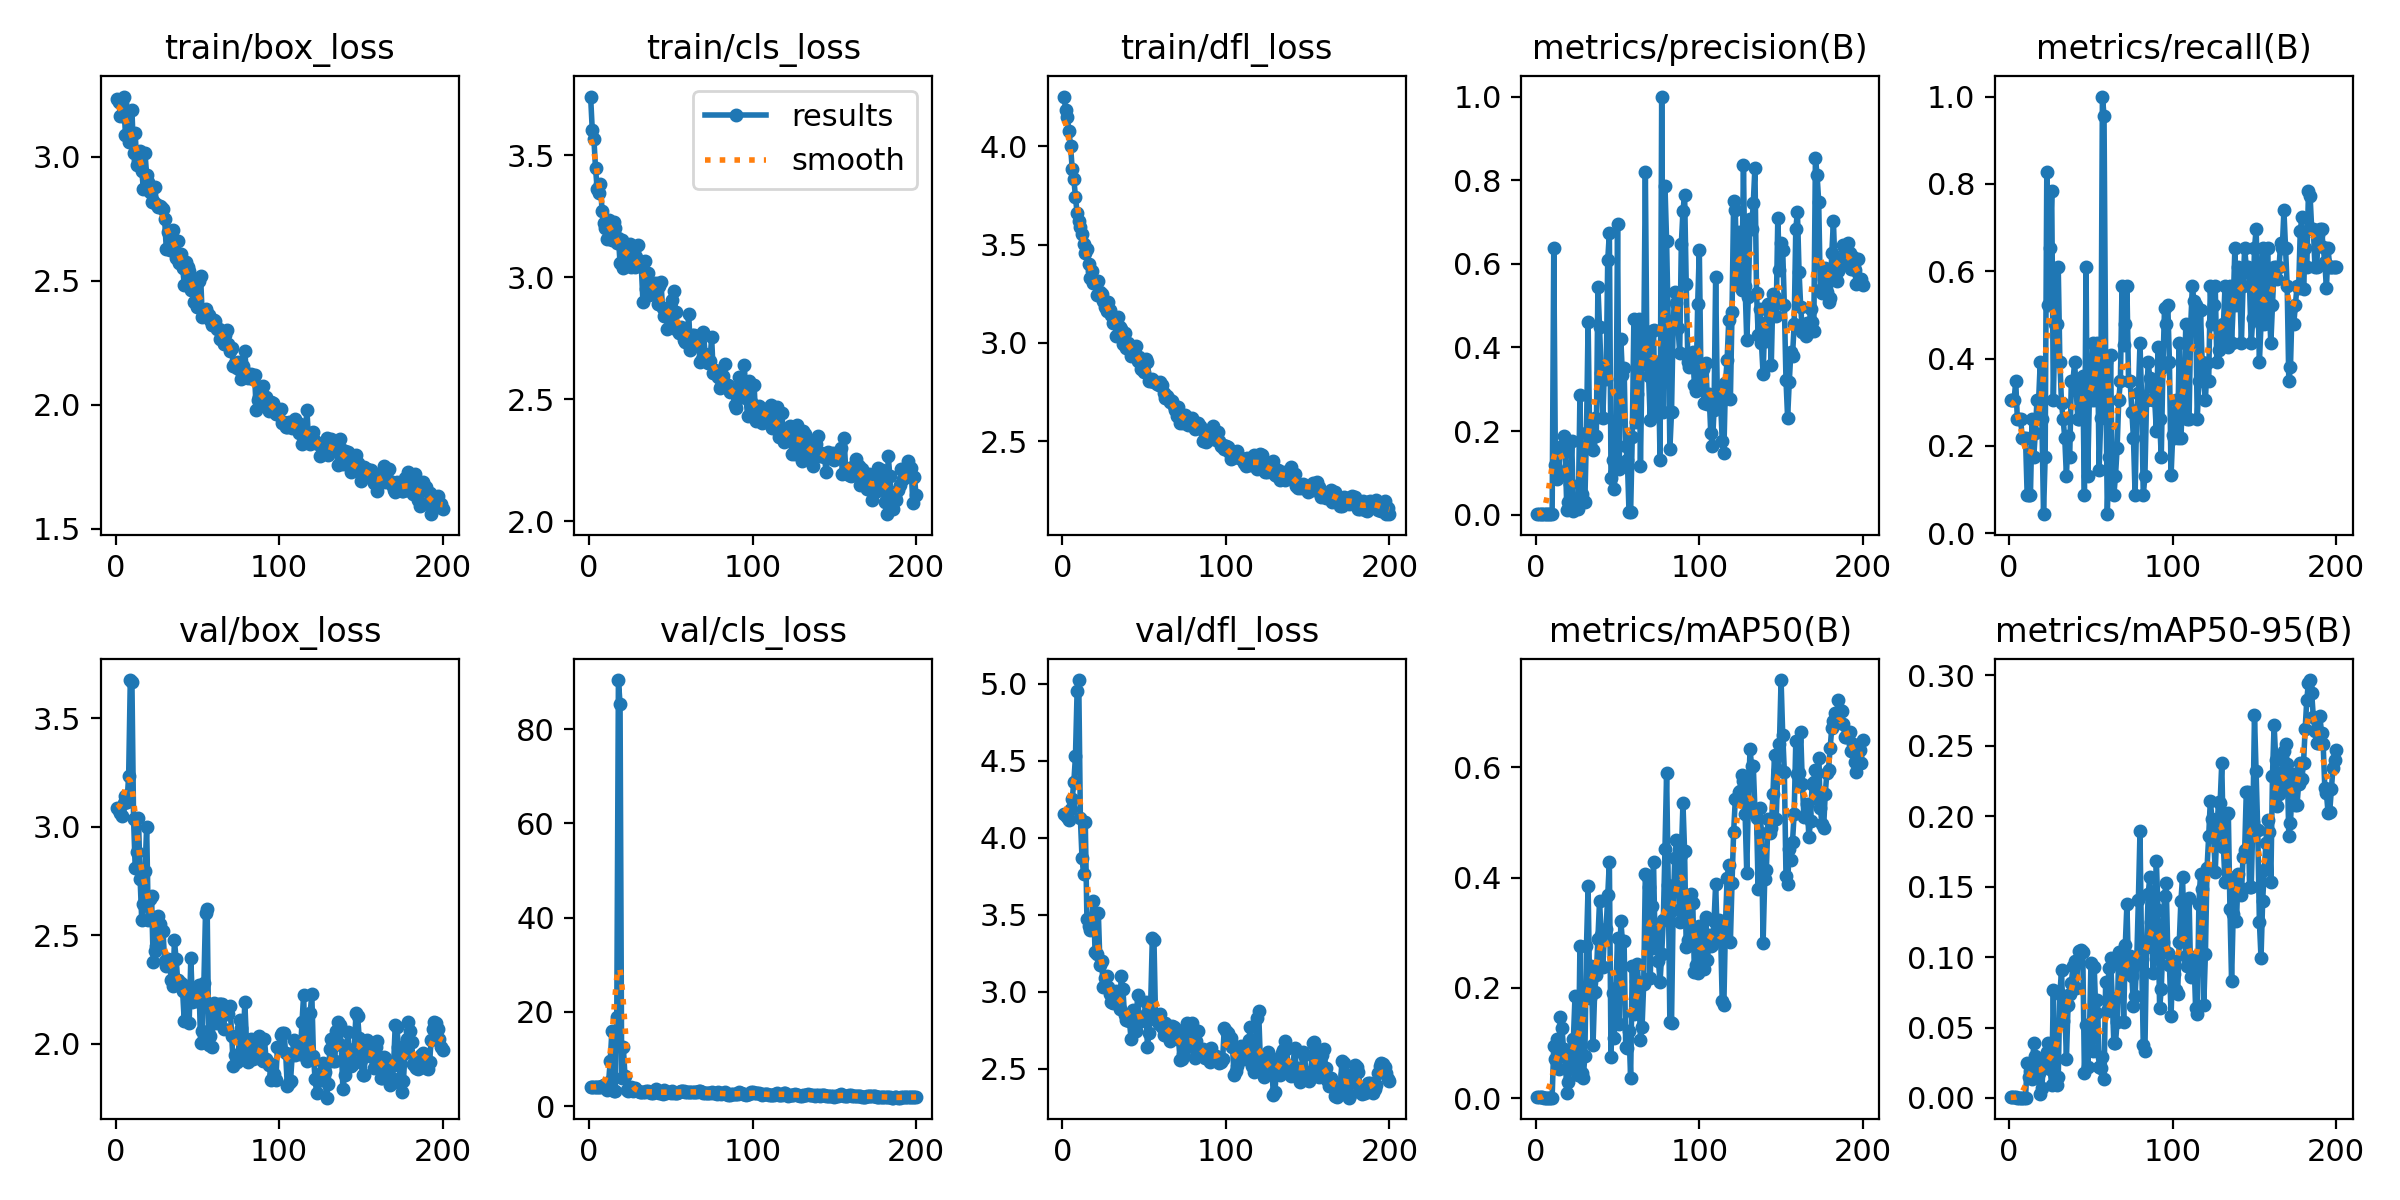 train/box_loss
3.0
2.5
2.0
1.5
0 100 200
train/cls_loss
results
smooth
3.5
3.0
2.5
2.0
0 100 200
train/dfl_loss
4.0
3.5
3.0
2.5
0 100 200
metrics/precision(B)
1.0
0.8
0.6
0.4
0.2
0.0
0 100 200
metrics/recall(B)
1.0
0.8
0.6
0.4
0.2
0.0
0 100 200
val/box_loss
3.5
3.0
2.5
2.0
0 100 200
val/cls_loss
80
60
40
20
0
0 100 200
val/dfl_loss
5.0
4.5
4.0
3.5
3.0
2.5
0 100 200
metrics/mAP50(B)
0.6
0.4
0.2
0.0
0 100 200
metrics/mAP50-95(B)
0.30
0.25
0.20
0.15
0.10
0.05
0.00
0 100 200